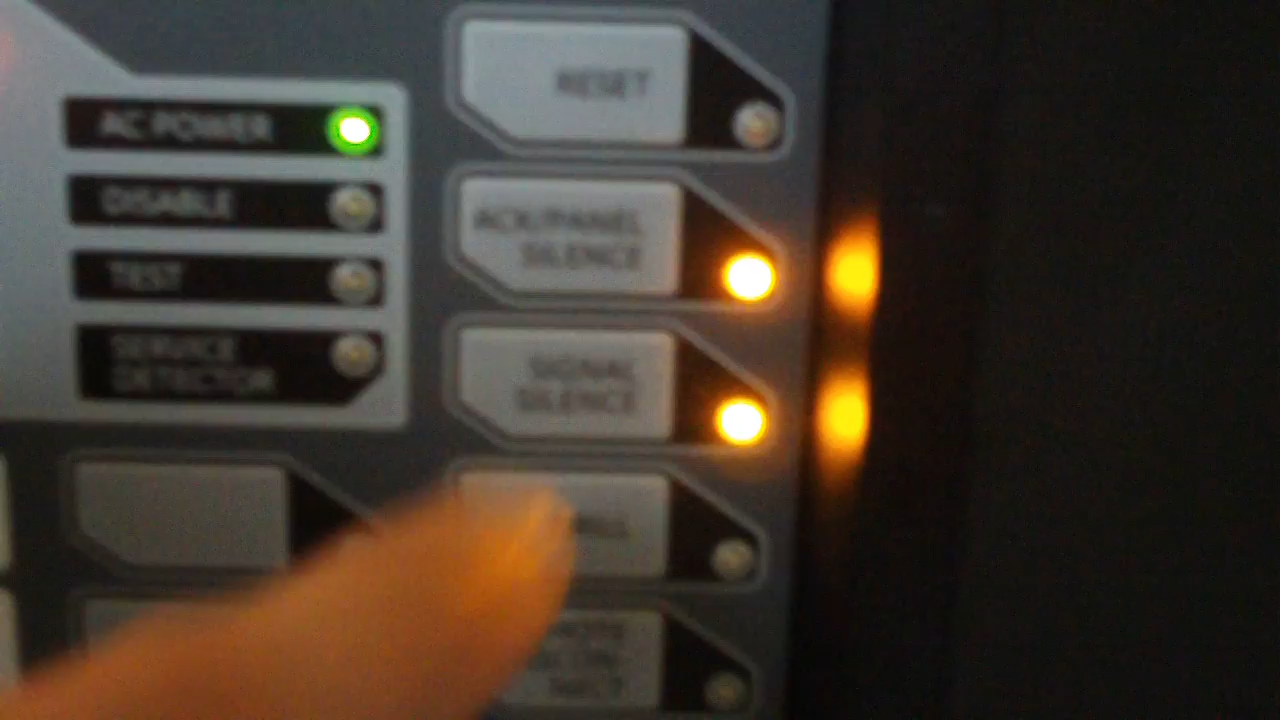 AC POWER
DISABLE
TEST
SERVICE
DETECTOR
RESET
ACK/PANEL
SILENCE
SIGNAL
SILENCE